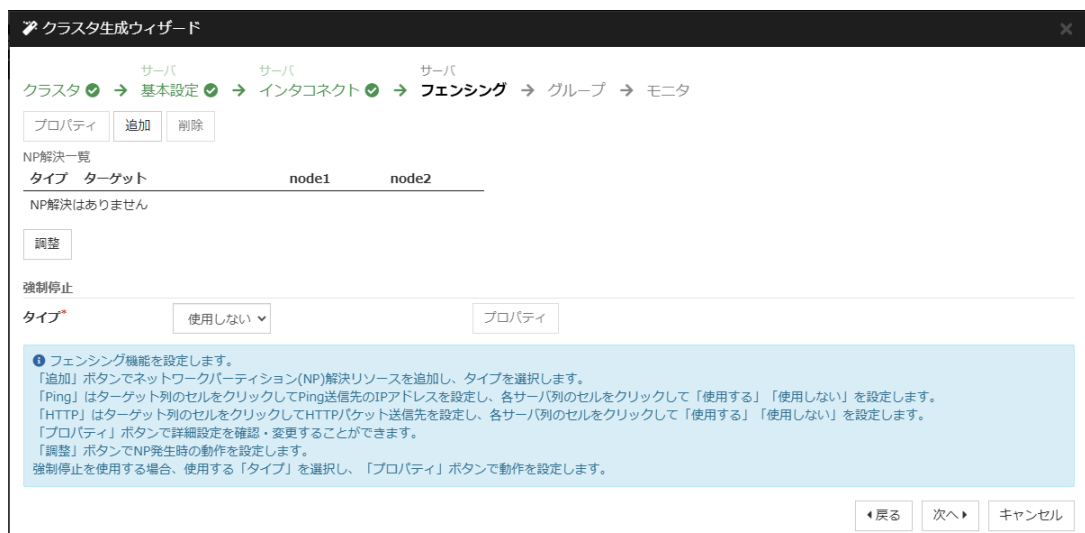 クラスタ生成ウィザード
サーバ サーバ サーバ
クラスタ → 基本設定 → インタコネクト → フェンシング → グループ → モニタ
プロパティ 追加 削除
NP解決一覧
タイプ ターゲット node1 node2
NP解決はありません
調整
強制停止
タイプ* 使用しない プロパティ
フェンシング機能を設定します。
「追加」ボタンでネットワークパーティション(NP)解決リソースを追加し、タイプを選択します。
「Ping」はターゲット列のセルをクリックしてPing送信先のIPアドレスを設定し、各サーバ列のセルをクリックして「使用する」「使用しない」を設定します。
「HTTP」はターゲット列のセルをクリックしてHTTPパケット送信先を設定し、各サーバ列のセルをクリックして「使用する」「使用しない」を設定します。
「プロパティ」ボタンで詳細設定を確認・変更することができます。
「調整」ボタンでNP発生時の動作を設定します。
強制停止を使用する場合、使用する「タイプ」を選択し、「プロパティ」ボタンで動作を設定します。
戻る 次へ キャンセル